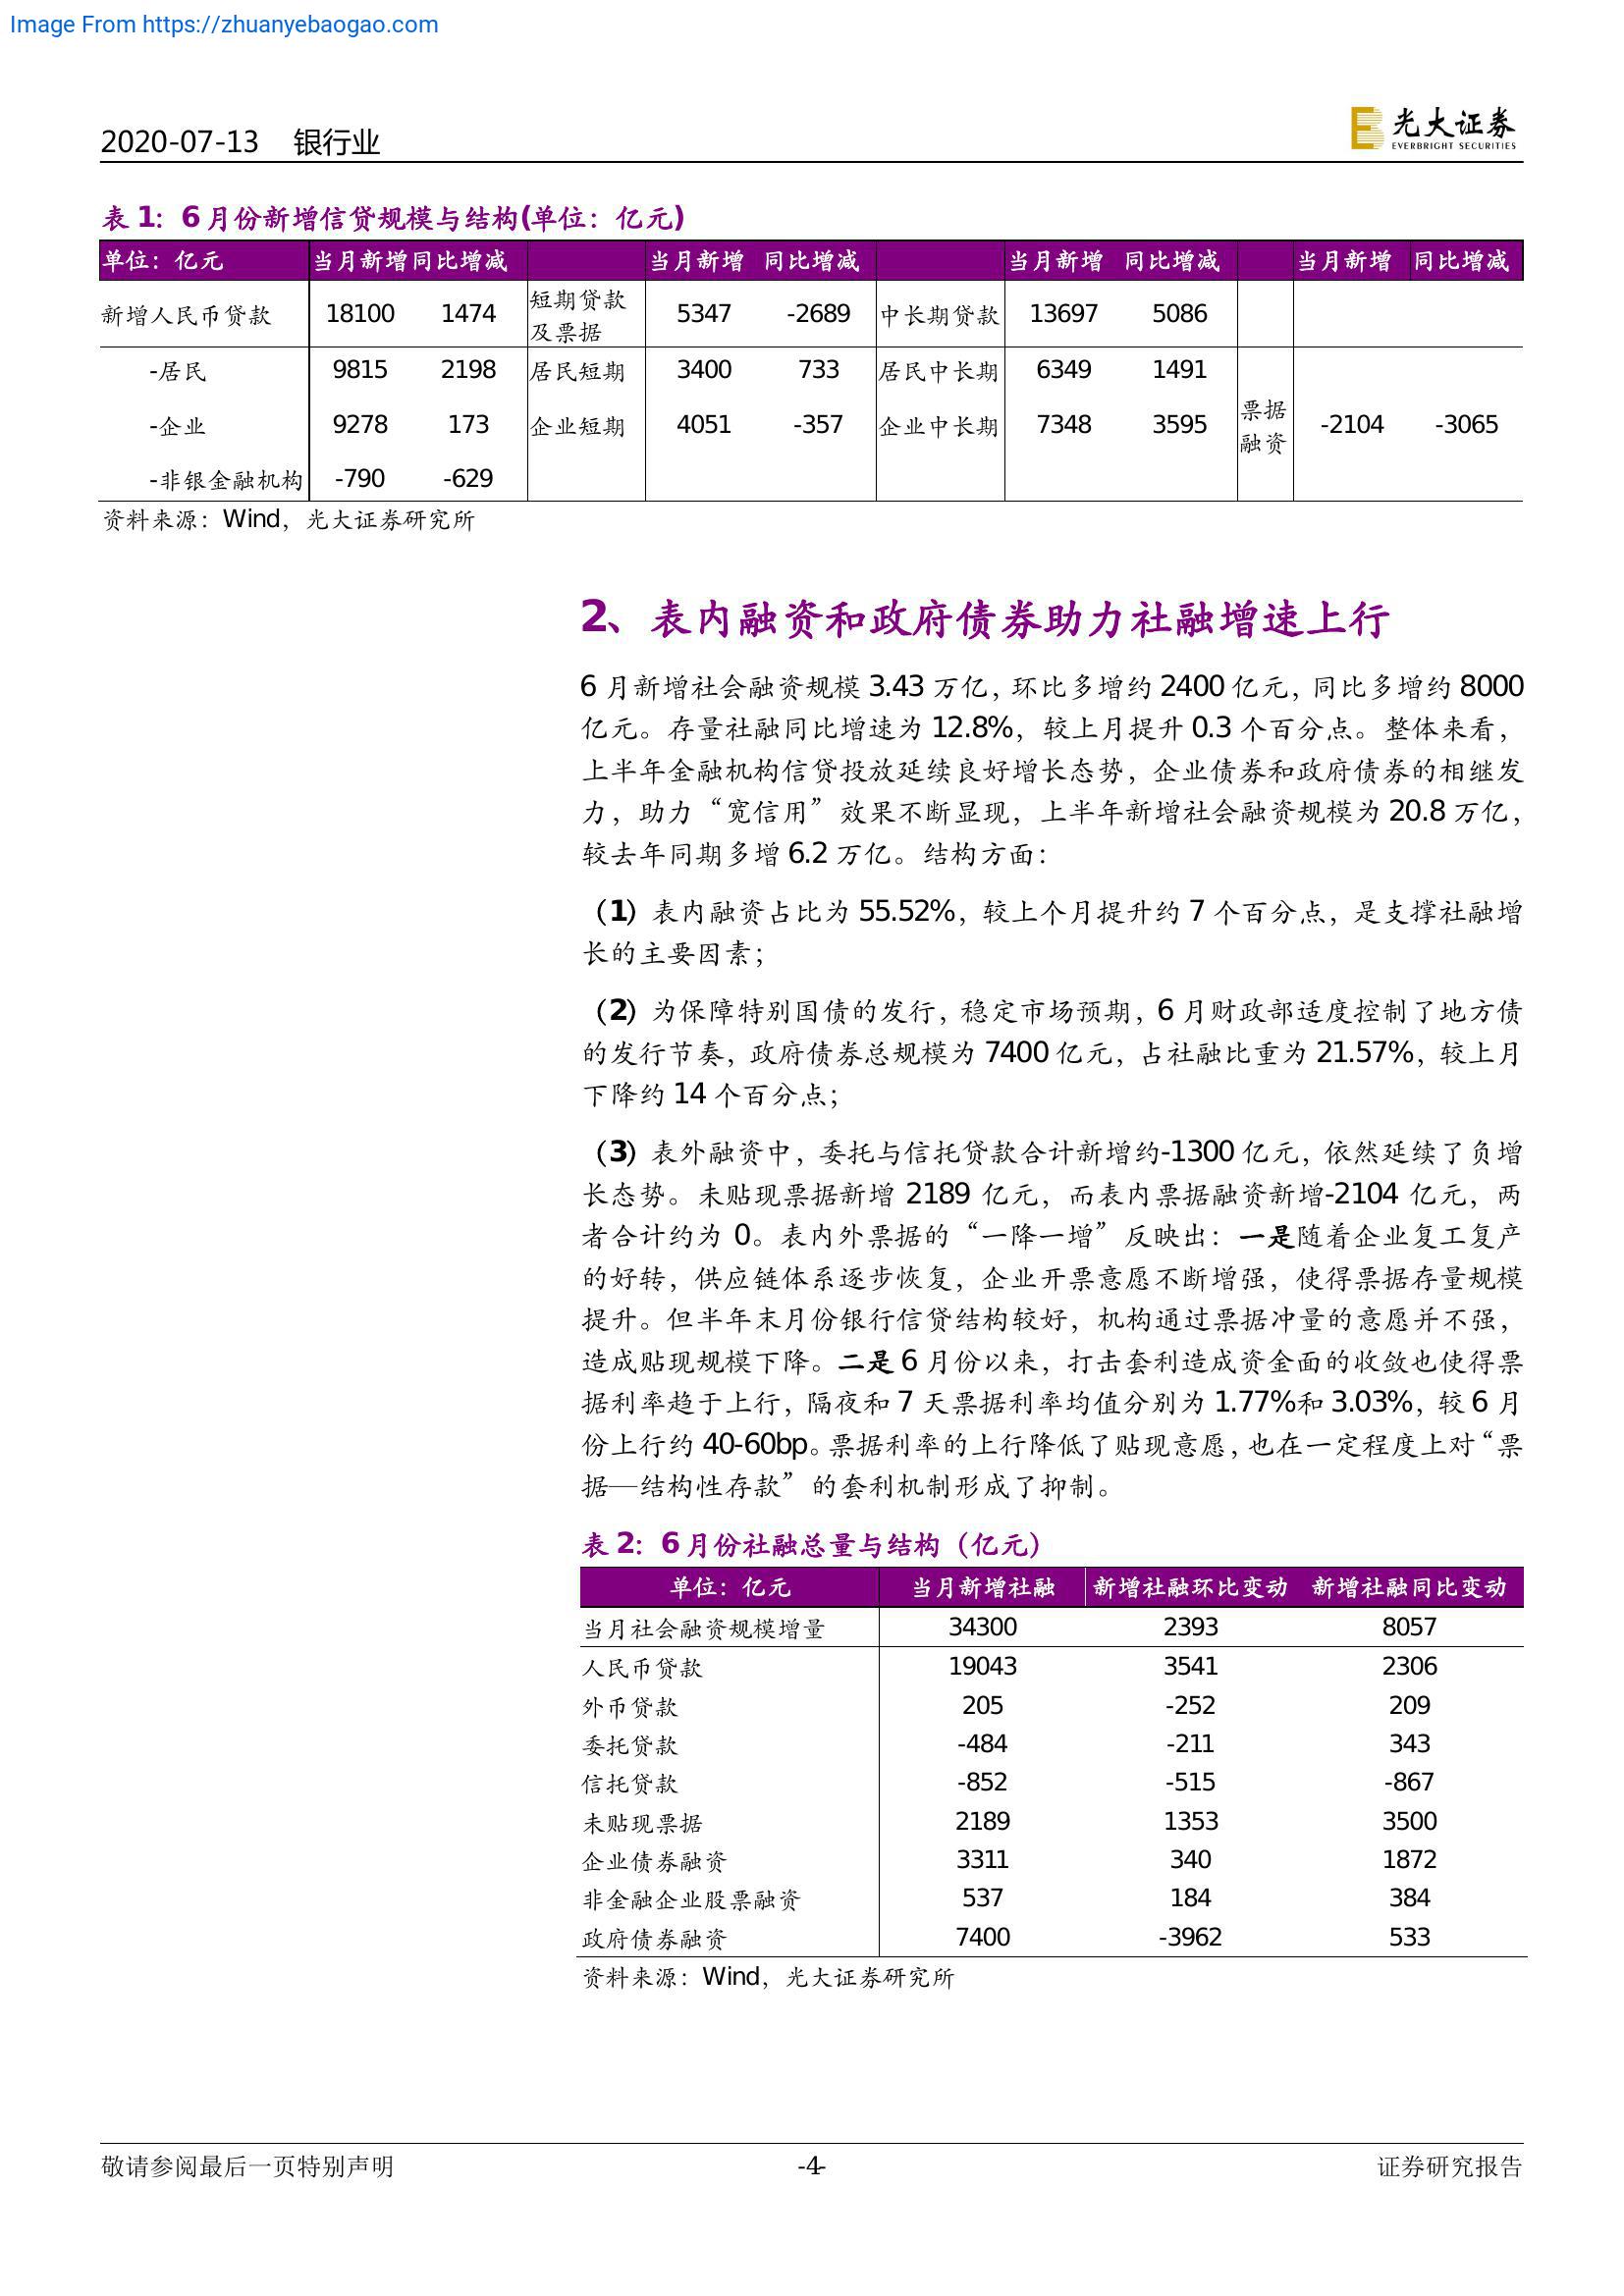 Image From https://zhuanyebaogao.com
2020-07-13 银行业
光大证券
EVERBRIGHT SECURITIES
表 1：6 月份新增信贷规模与结构(单位：亿元)
单位：亿元 当月新增 同比增减 当月新增 同比增减 当月新增 同比增减 当月新增 同比增减
新增人民币贷款 18100 1474 短期贷款及票据 5347 -2689 中长期贷款 13697 5086
-居民 9815 2198 居民短期 3400 733 居民中长期 6349 1491
-企业 9278 173 企业短期 4051 -357 企业中长期 7348 3595 票据融资 -2104 -3065
-非银金融机构 -790 -629
资料来源：Wind，光大证券研究所
2、表内融资和政府债券助力社融增速上行
6 月新增社会融资规模 3.43 万亿，环比多增约 2400 亿元，同比多增约 8000
亿元。存量社融同比增速为 12.8%，较上月提升 0.3 个百分点。整体来看，
上半年金融机构信贷投放延续良好增长态势，企业债券和政府债券的相继发
力，助力“宽信用”效果不断显现，上半年新增社会融资规模为 20.8 万亿，
较去年同期多增 6.2 万亿。结构方面：
（1）表内融资占比为 55.52%，较上个月提升约 7 个百分点，是支撑社融增
长的主要因素；
（2）为保障特别国债的发行，稳定市场预期，6 月财政部适度控制了地方债
的发行节奏，政府债券总规模为 7400 亿元，占社融比重为 21.57%，较上月
下降约 14 个百分点；
（3）表外融资中，委托与信托贷款合计新增约-1300 亿元，依然延续了负增
长态势。未贴现票据新增 2189 亿元，而表内票据融资新增-2104 亿元，两
者合计约为 0。表内外票据的“一降一增”反映出：一是随着企业复工复产
的好转，供应链体系逐步恢复，企业开票意愿不断增强，使得票据存量规模
提升。但半年末月份银行信贷结构较好，机构通过票据冲量的意愿并不强，
造成贴现规模下降。二是 6 月份以来，打击套利造成资金面的收敛也使得票
据利率趋于上行，隔夜和 7 天票据利率均值分别为 1.77%和 3.03%，较 6 月
份上行约 40-60bp。票据利率的上行降低了贴现意愿，也在一定程度上对“票
据—结构性存款”的套利机制形成了抑制。
表 2：6 月份社融总量与结构（亿元）
单位：亿元 当月新增社融 新增社融环比变动 新增社融同比变动
当月社会融资规模增量 34300 2393 8057
人民币贷款 19043 3541 2306
外币贷款 205 -252 209
委托贷款 -484 -211 343
信托贷款 -852 -515 -867
未贴现票据 2189 1353 3500
企业债券融资 3311 340 1872
非金融企业股票融资 537 184 384
政府债券融资 7400 -3962 533
资料来源：Wind，光大证券研究所
敬请参阅最后一页特别声明 -4- 证券研究报告